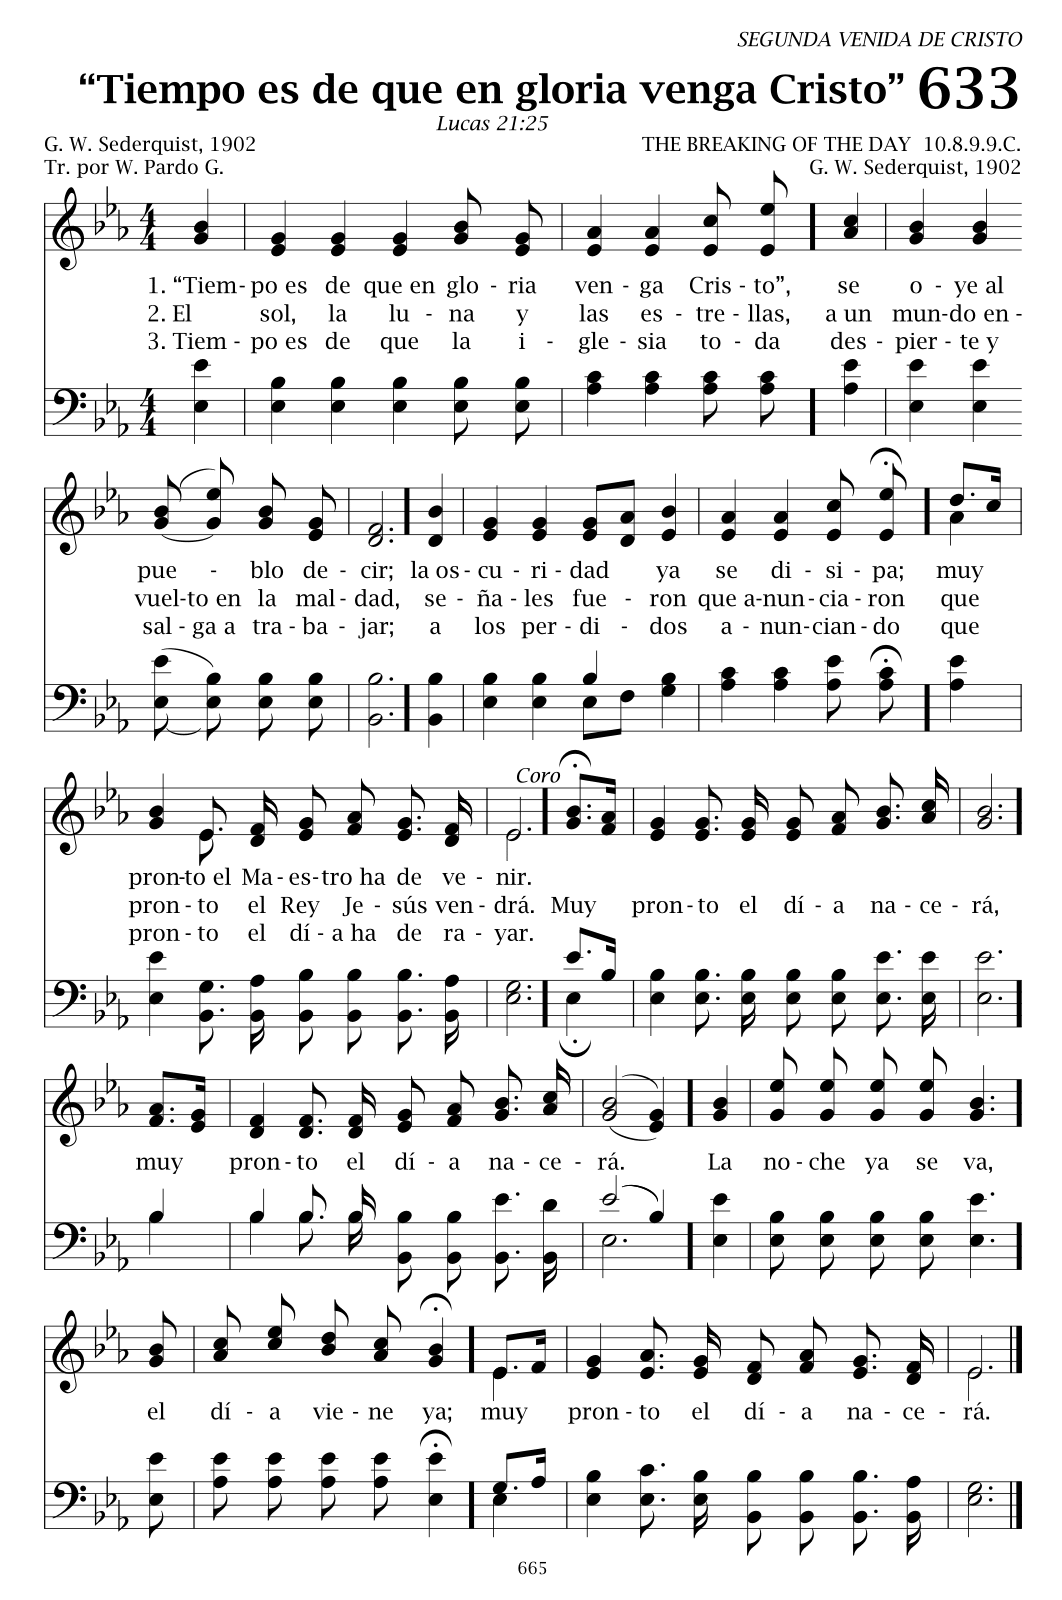 SEGUNDA VENIDA DE CRISTO
“Tiempo es de que en gloria venga Cristo” 633
Lucas 21:25
G. W. Sederquist, 1902 THE BREAKING OF THE DAY 10.8.9.9.C.
Tr. por W. Pardo G. G. W. Sederquist, 1902
1. “Tiem- po es de que en glo - ria ven - ga Cris - to”, se o - ye al
2. El sol, la lu - na y las es - tre - llas, a un mun-do en -
3. Tiem - po es de que la i - gle - sia to - da des - pier - te y
pue - blo de - cir; la os - cu - ri - dad ya se di - si - pa; muy
vuel-to en la mal - dad, se - ña - les fue - ron que a-nun - cia - ron que
sal - ga a tra - ba - jar; a los per - di - dos a - nun-cian - do que
Coro
pron-to el Ma - es-tro ha de ve - nir.
pron - to el Rey Je - sús ven - drá. Muy pron - to el dí - a na - ce - rá,
pron - to el dí - a ha de ra - yar.
muy pron - to el dí - a na - ce - rá. La no - che ya se va,
el dí - a vie - ne ya; muy pron - to el dí - a na - ce - rá.
665